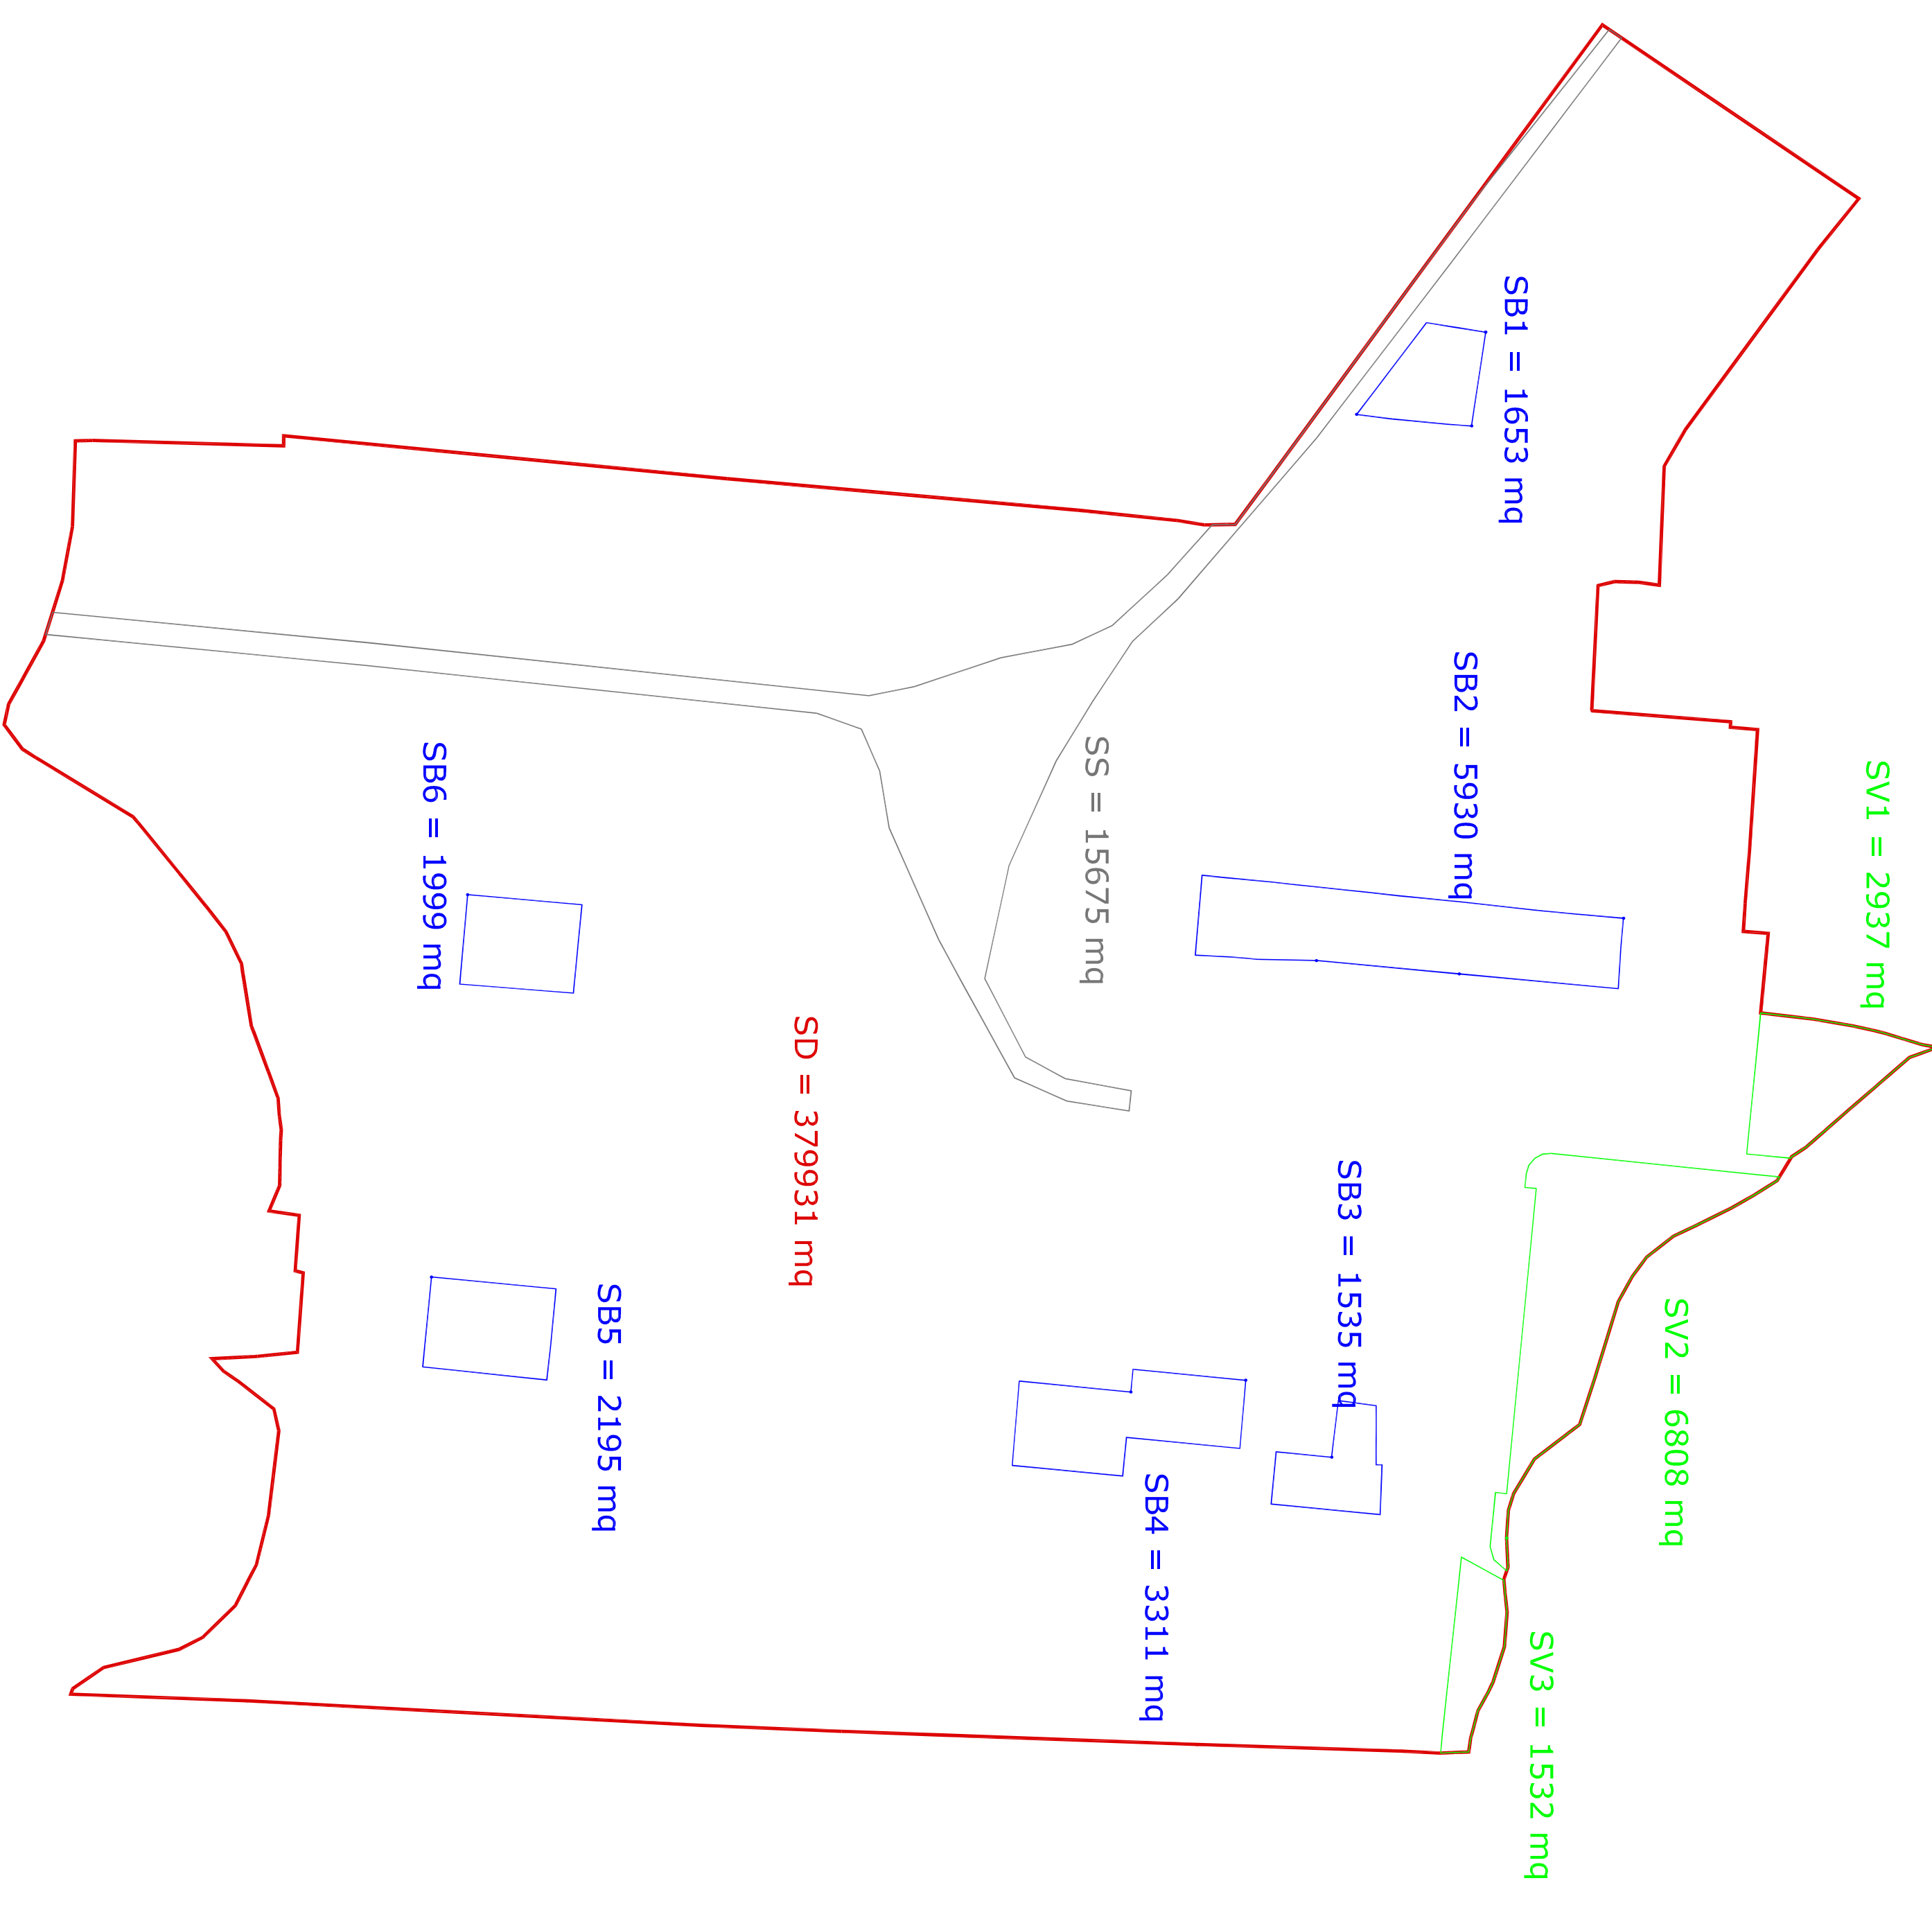 SB1 = 1653 mq
SB2 = 5930 mq
SV1 = 2937 mq
SS = 15675 mq
SB6 = 1999 mq
SD = 379931 mq
SB3 = 1535 mq
SV2 = 6808 mq
SB5 = 2195 mq
SB4 = 3311 mq
SV3 = 1532 mq